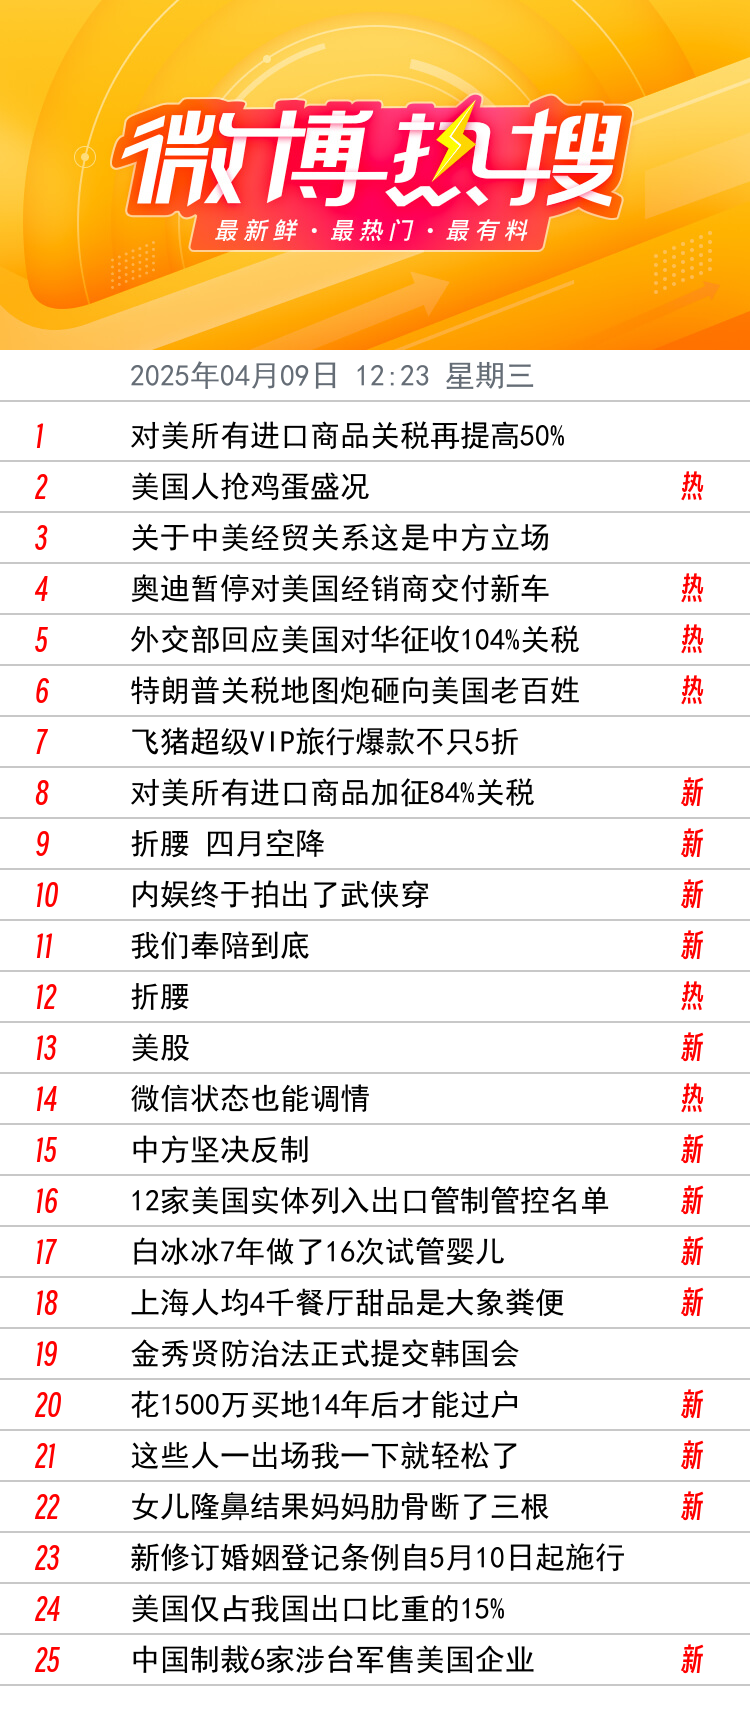 微博热搜
最新鲜·最热门·最有料
2025年04月09日 12:23 星期三
1 对美所有进口商品关税再提高50%
2 美国人抢鸡蛋盛况 热
3 关于中美经贸关系这是中方立场
4 奥迪暂停对美国经销商交付新车 热
5 外交部回应美国对华征收104%关税 热
6 特朗普关税地图炮砸向美国老百姓 热
7 飞猪超级VIP旅行爆款不只5折
8 对美所有进口商品加征84%关税 新
9 折腰 四月空降 新
10 内娱终于拍出了武侠穿 新
11 我们奉陪到底 新
12 折腰 热
13 美股 新
14 微信状态也能调情 热
15 中方坚决反制 新
16 12家美国实体列入出口管制管控名单 新
17 白冰冰7年做了16次试管婴儿 新
18 上海人均4千餐厅甜品是大象粪便 新
19 金秀贤防治法正式提交韩国会
20 花1500万买地14年后才能过户 新
21 这些人一出场我一下就轻松了 新
22 女儿隆鼻结果妈妈肋骨断了三根 新
23 新修订婚姻登记条例自5月10日起施行
24 美国仅占我国出口比重的15%
25 中国制裁6家涉台军售美国企业 新